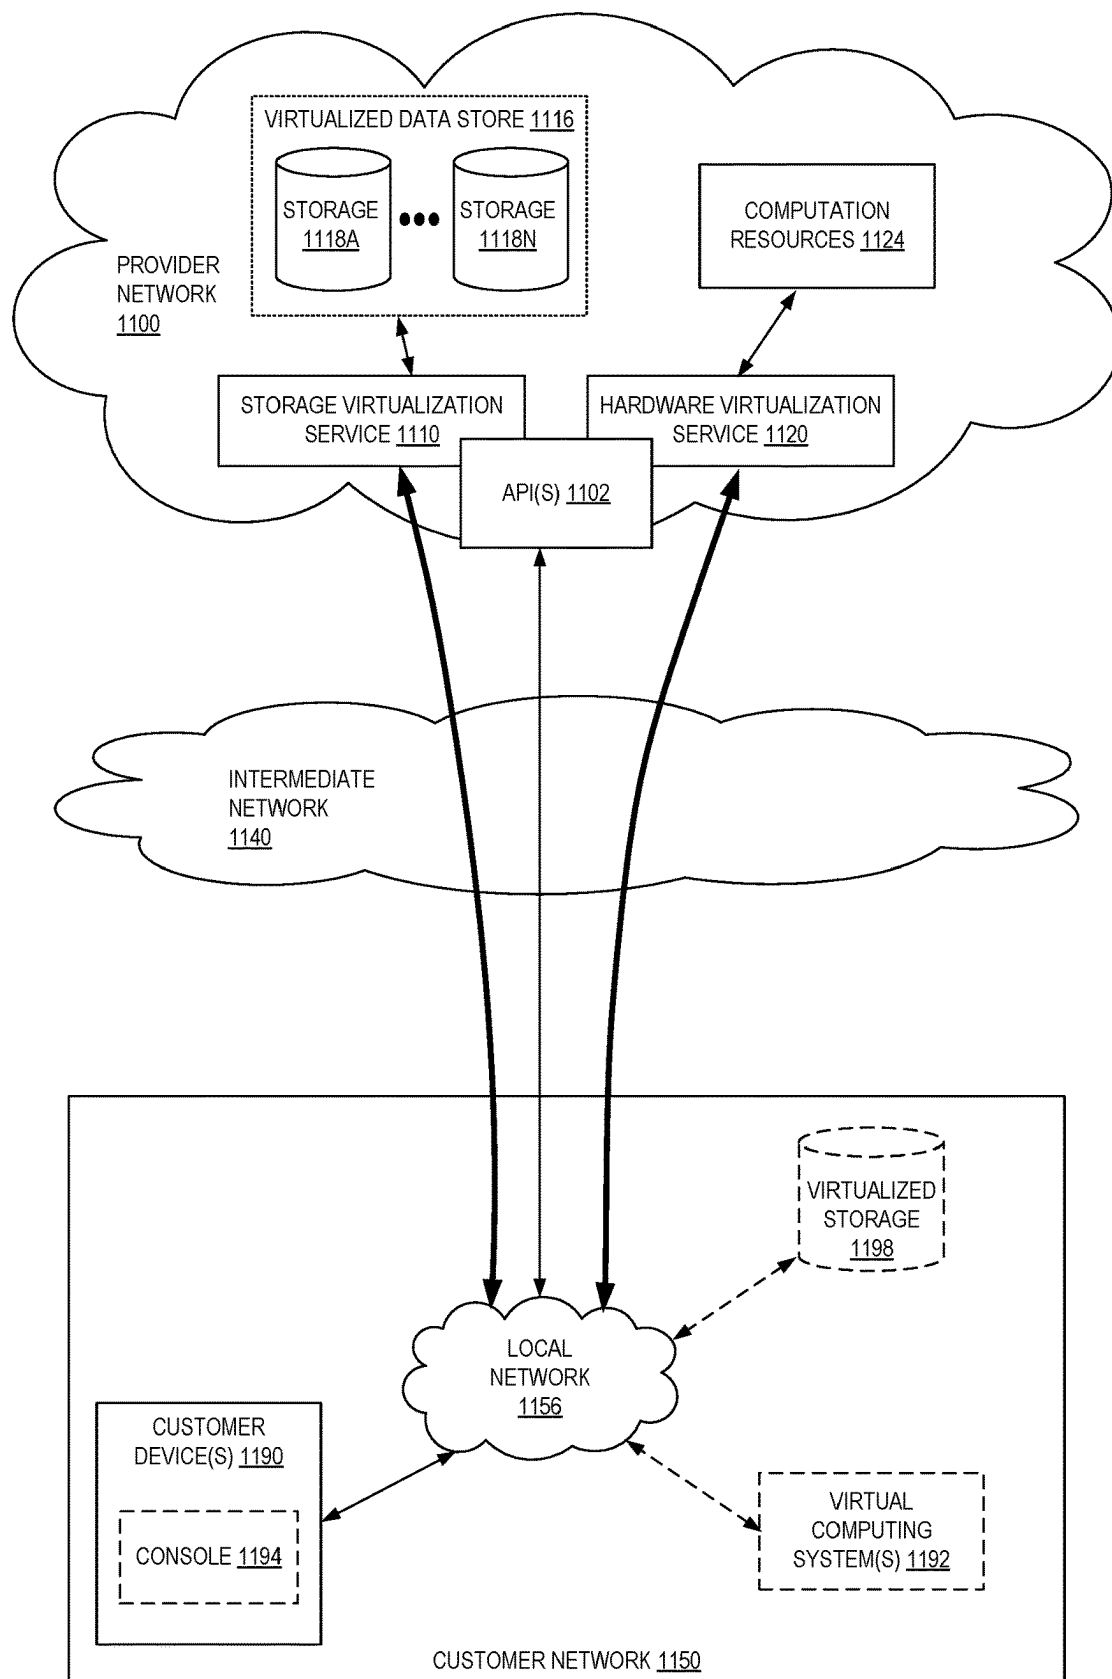 VIRTUALIZED DATA STORE 1116
STORAGE
1118A
STORAGE
1118N
COMPUTATION
RESOURCES 1124
PROVIDER
NETWORK
1100
STORAGE VIRTUALIZATION
SERVICE 1110
HARDWARE VIRTUALIZATION
SERVICE 1120
API(S) 1102
INTERMEDIATE
NETWORK
1140
VIRTUALIZED
STORAGE
1198
LOCAL
NETWORK
1156
CUSTOMER
DEVICE(S) 1190
CONSOLE 1194
VIRTUAL
COMPUTING
SYSTEM(S) 1192
CUSTOMER NETWORK 1150